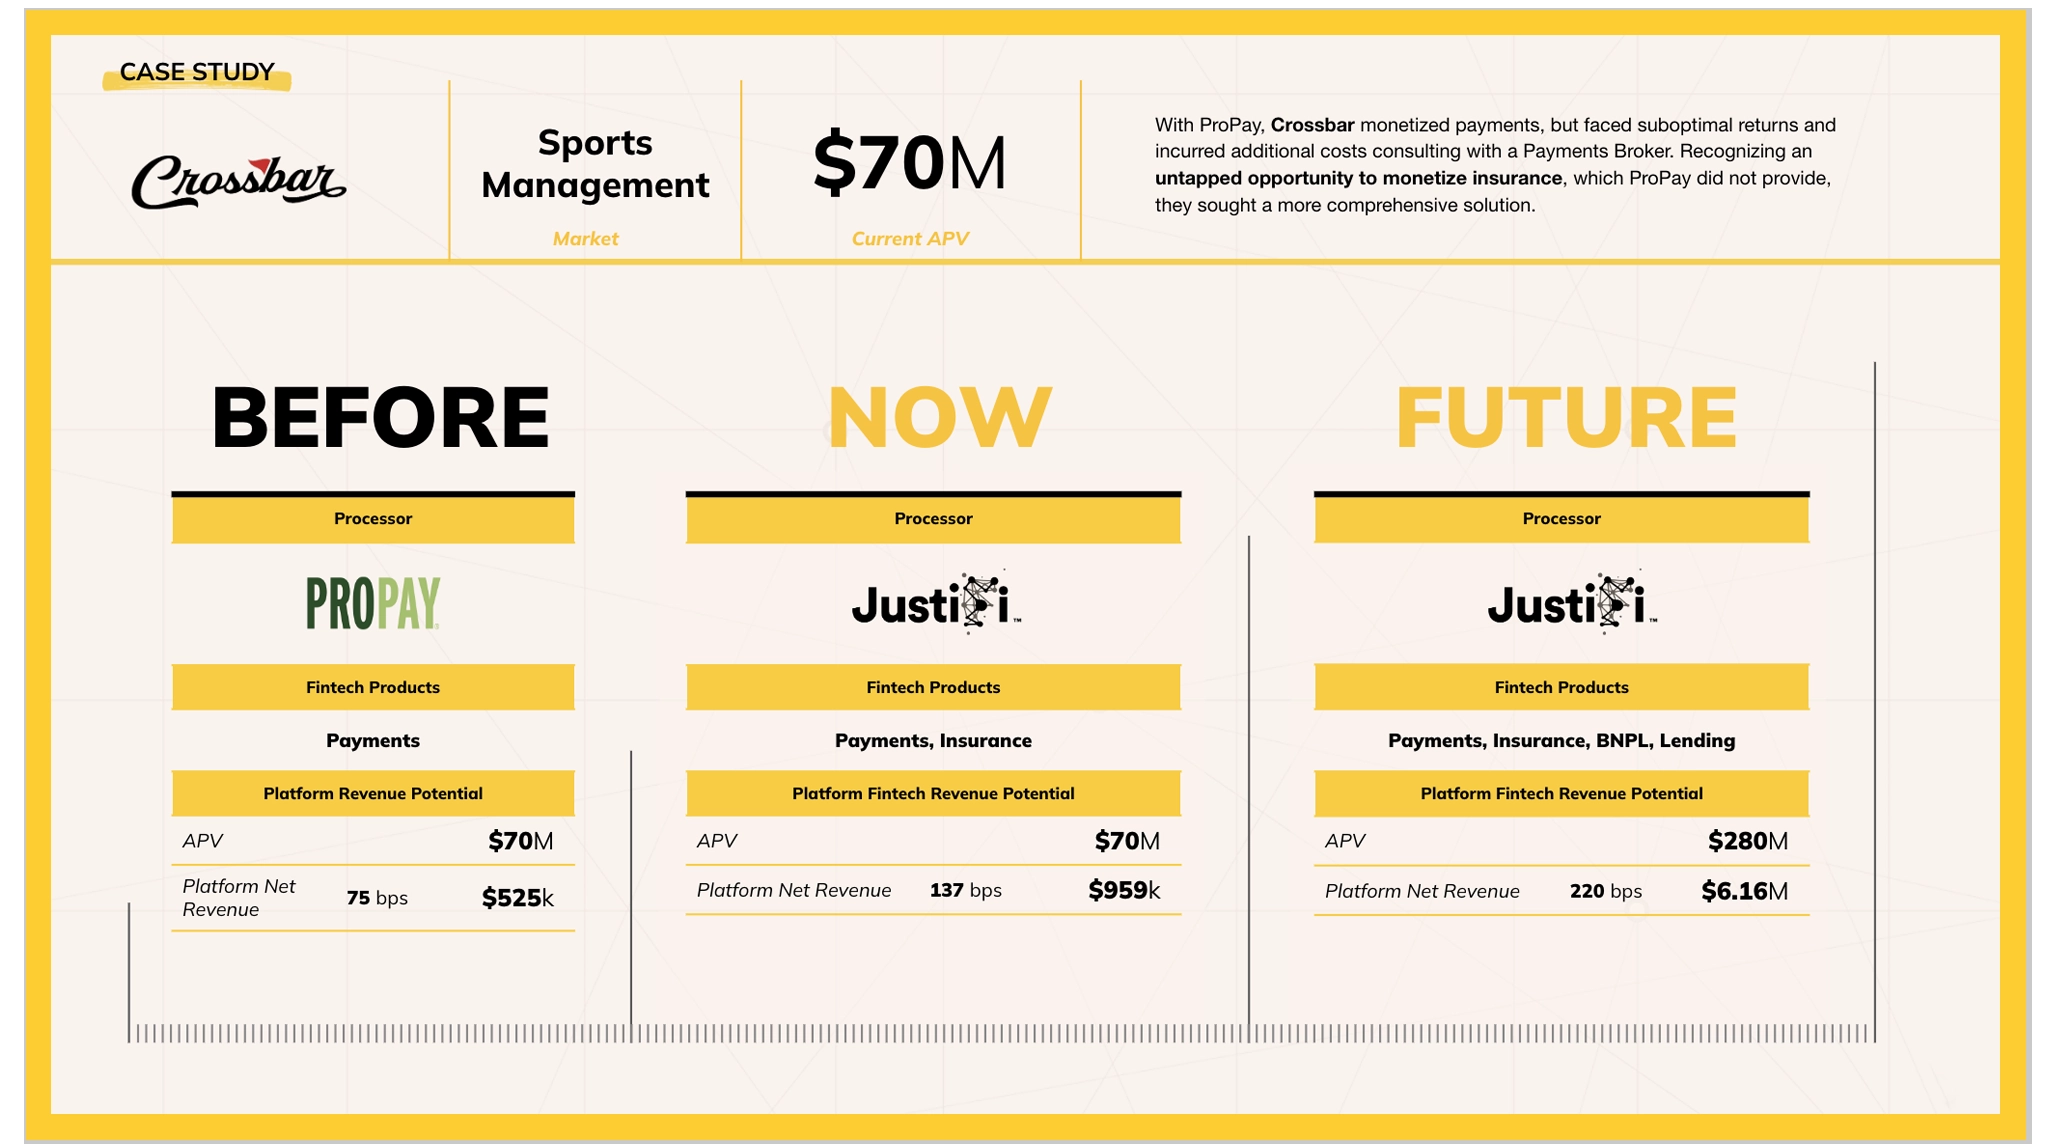 CASE STUDY
Crossbar
Sports
Management
Market
$70M
Current APV
With ProPay, Crossbar monetized payments, but faced suboptimal returns and
incurred additional costs consulting with a Payments Broker. Recognizing an
untapped opportunity to monetize insurance, which ProPay did not provide,
they sought a more comprehensive solution.
BEFORE
Processor
PROPAY®
Fintech Products
Payments
Platform Revenue Potential
APV $70M
Platform Net
Revenue 75 bps $525k
NOW
Processor
JustiFi™
Fintech Products
Payments, Insurance
Platform Fintech Revenue Potential
APV $70M
Platform Net Revenue 137 bps $959k
FUTURE
Processor
JustiFi™
Fintech Products
Payments, Insurance, BNPL, Lending
Platform Fintech Revenue Potential
APV $280M
Platform Net Revenue 220 bps $6.16M